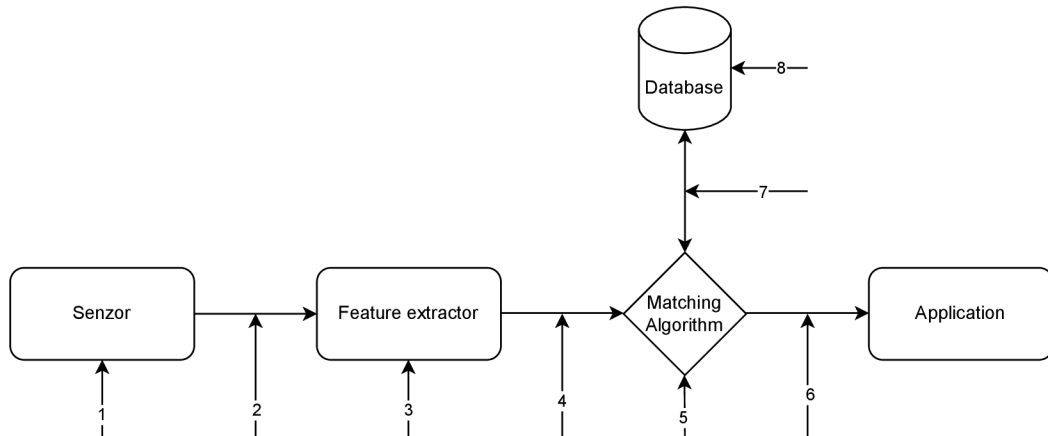 Database
8
7
Senzor
Feature extractor
Matching
Algorithm
Application
1
2
3
4
5
6